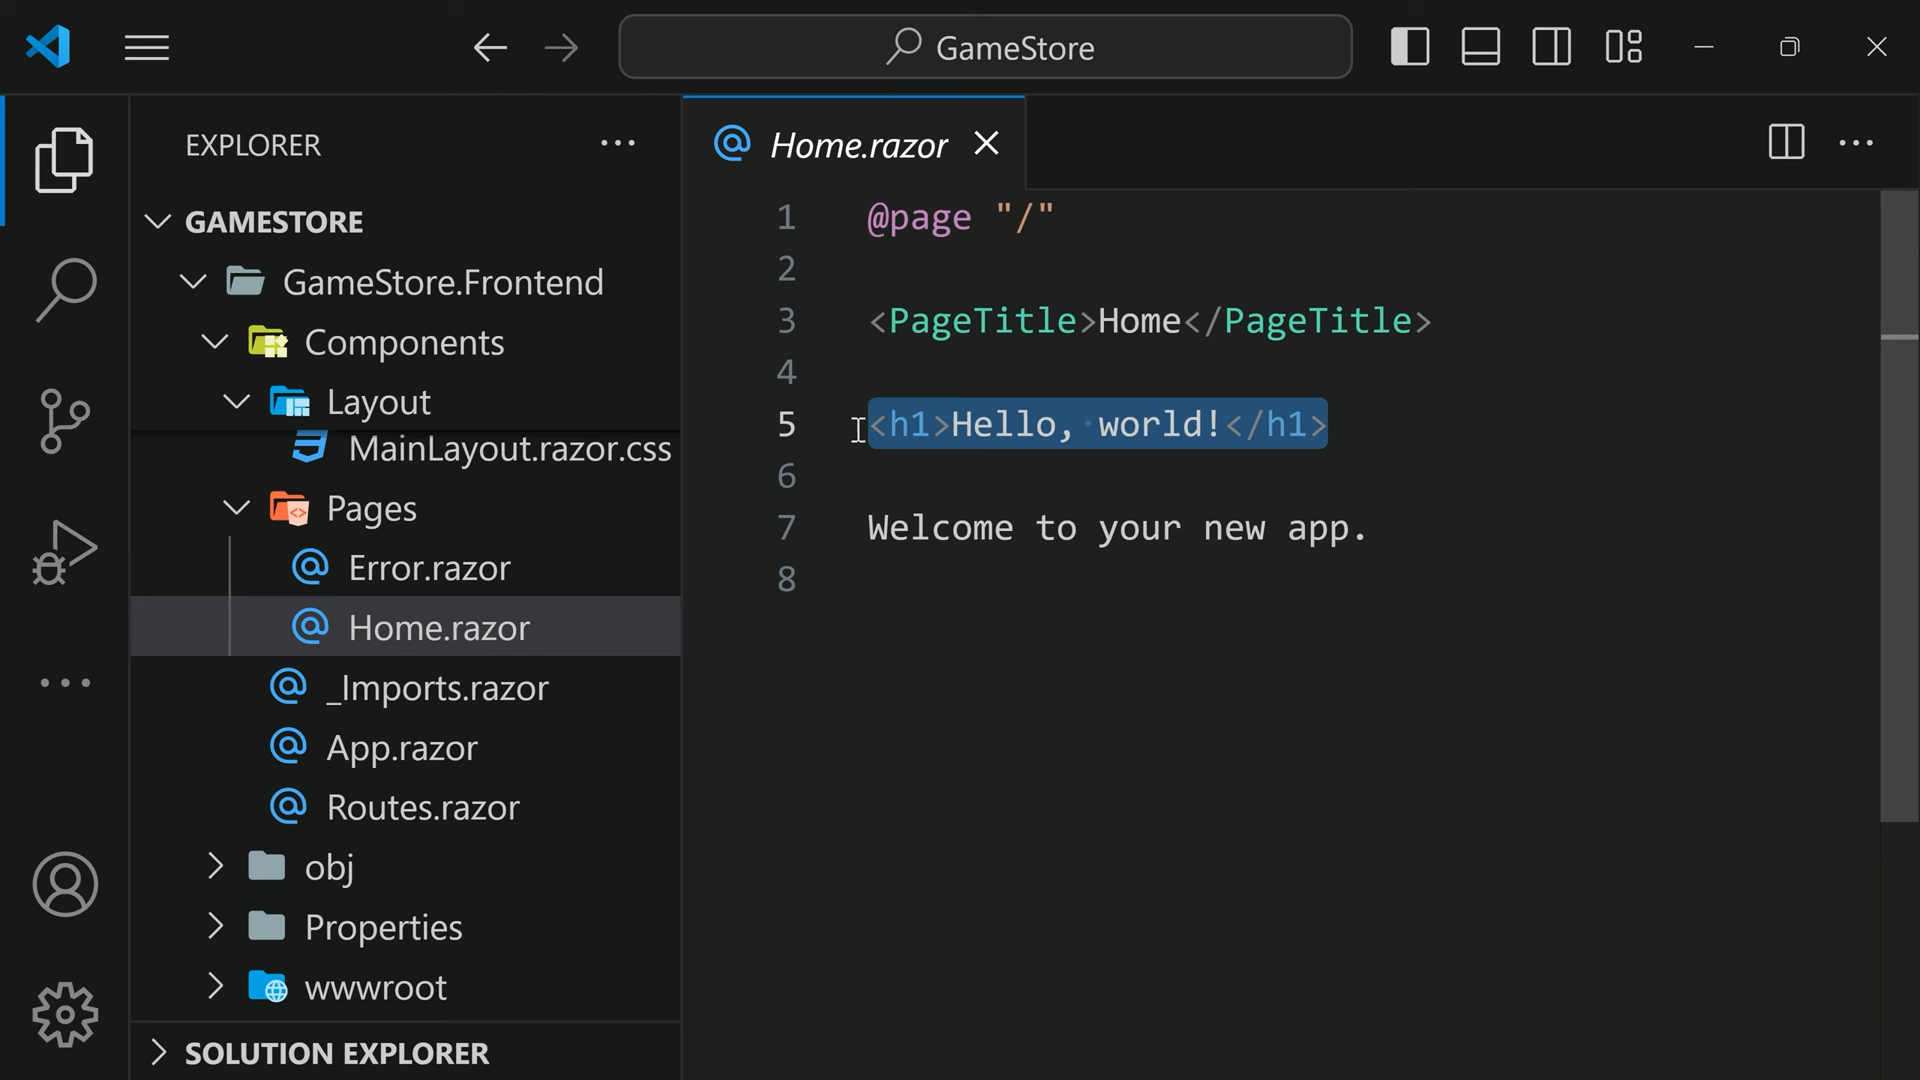 GameStore
EXPLORER
GAMESTORE
GameStore.Frontend
Components
Layout
MainLayout.razor.css
Pages
Error.razor
Home.razor
_Imports.razor
App.razor
Routes.razor
obj
Properties
wwwroot
SOLUTION EXPLORER
Home.razor
1 @page "/"
2
3 <PageTitle>Home</PageTitle>
4
5 <h1>Hello, world!</h1>
6
7 Welcome to your new app.
8